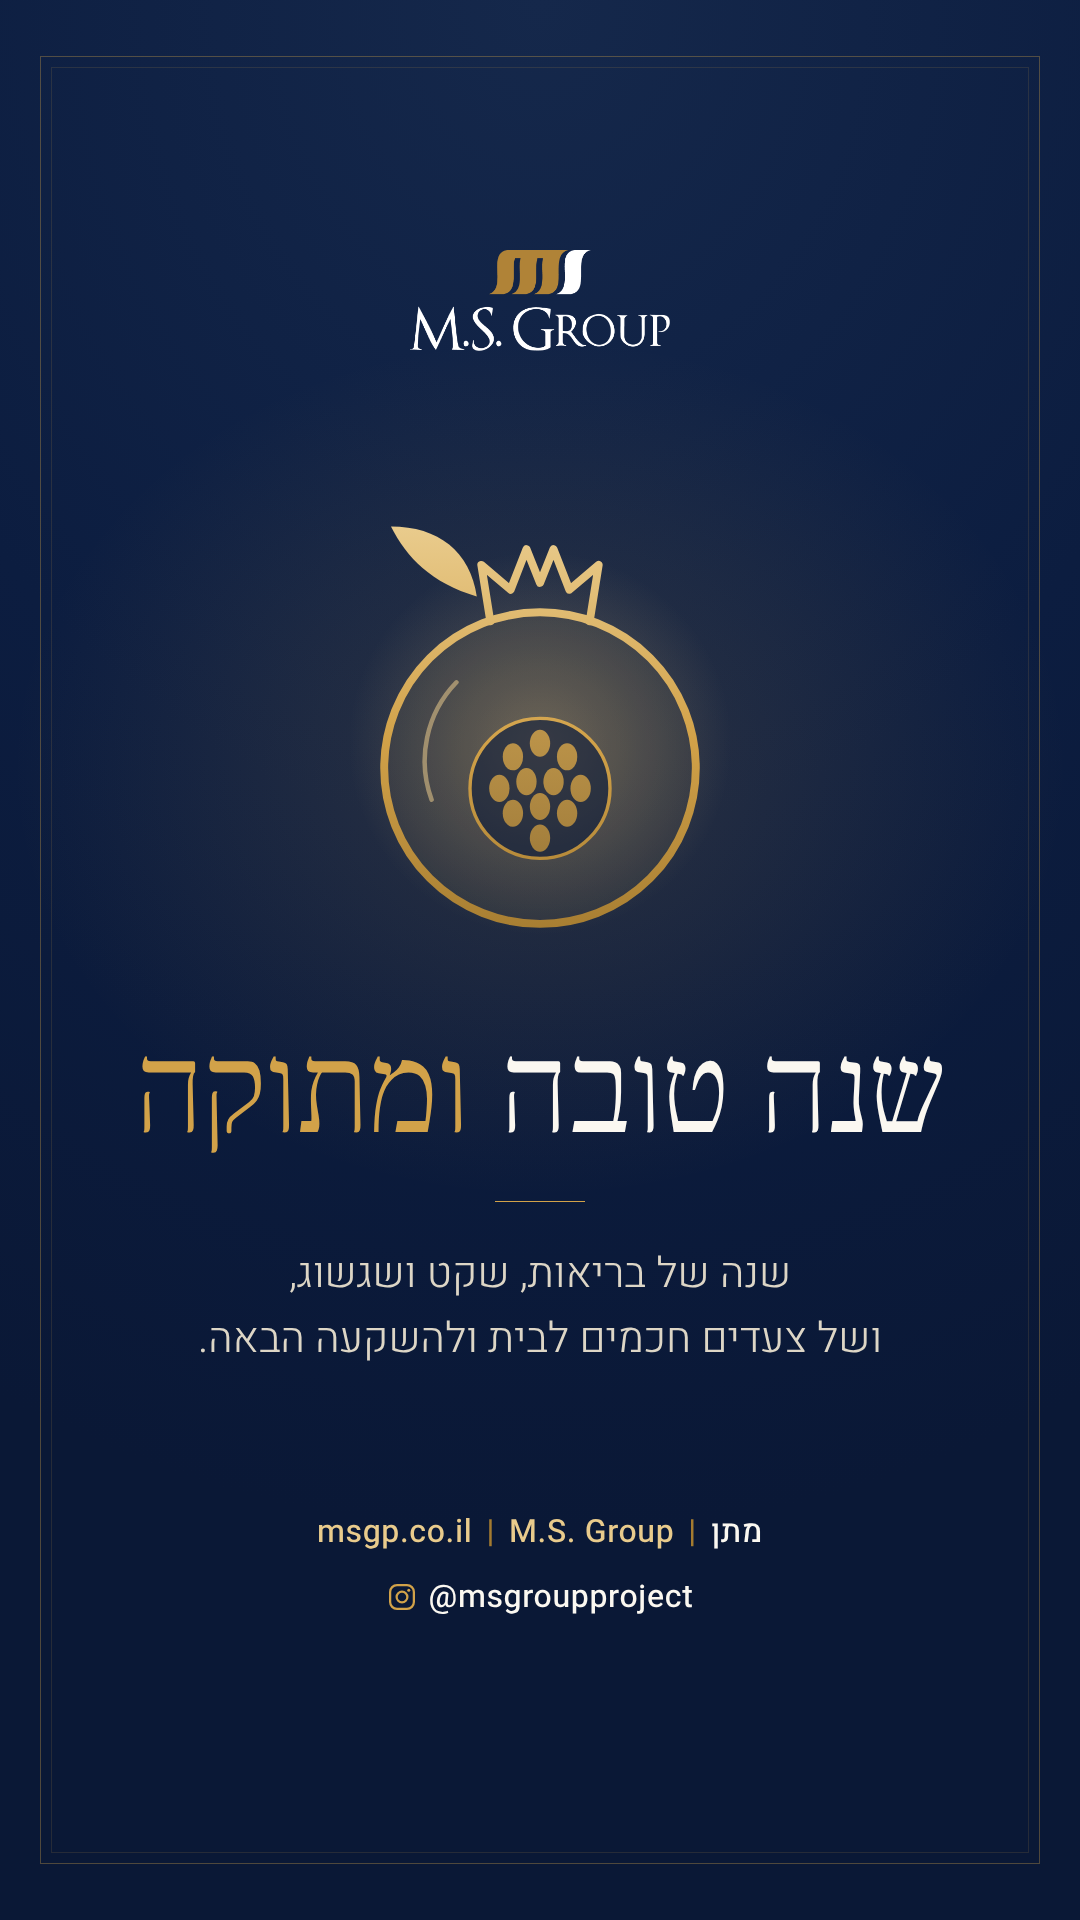 M.S. GROUP
שנה טובה ומתוקה
שנה של בריאות, שקט ושגשוג,
ושל צעדים חכמים לבית ולהשקעה הבאה.
מתן | M.S. Group | msgp.co.il
@msgroupproject